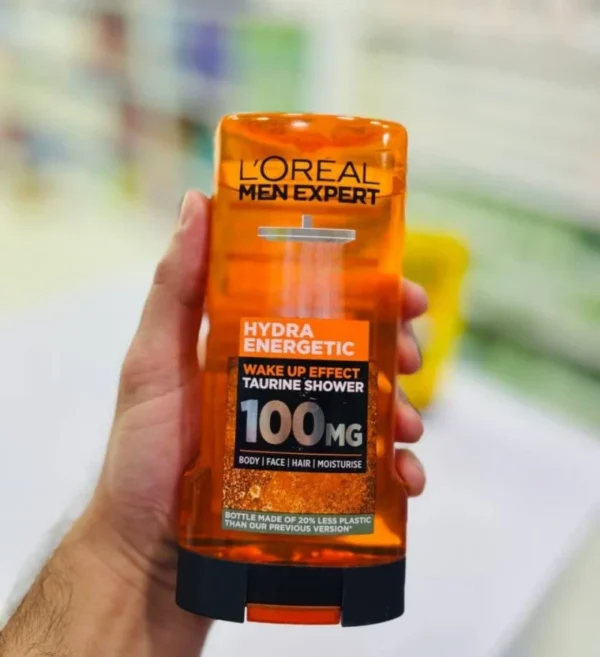 L'ORÉAL
MEN EXPERT
HYDRA
ENERGETIC
WAKE UP EFFECT
TAURINE SHOWER
100MG
BODY | FACE | HAIR | MOISTURISE
BOTTLE MADE OF 20% LESS PLASTIC
THAN OUR PREVIOUS VERSION*